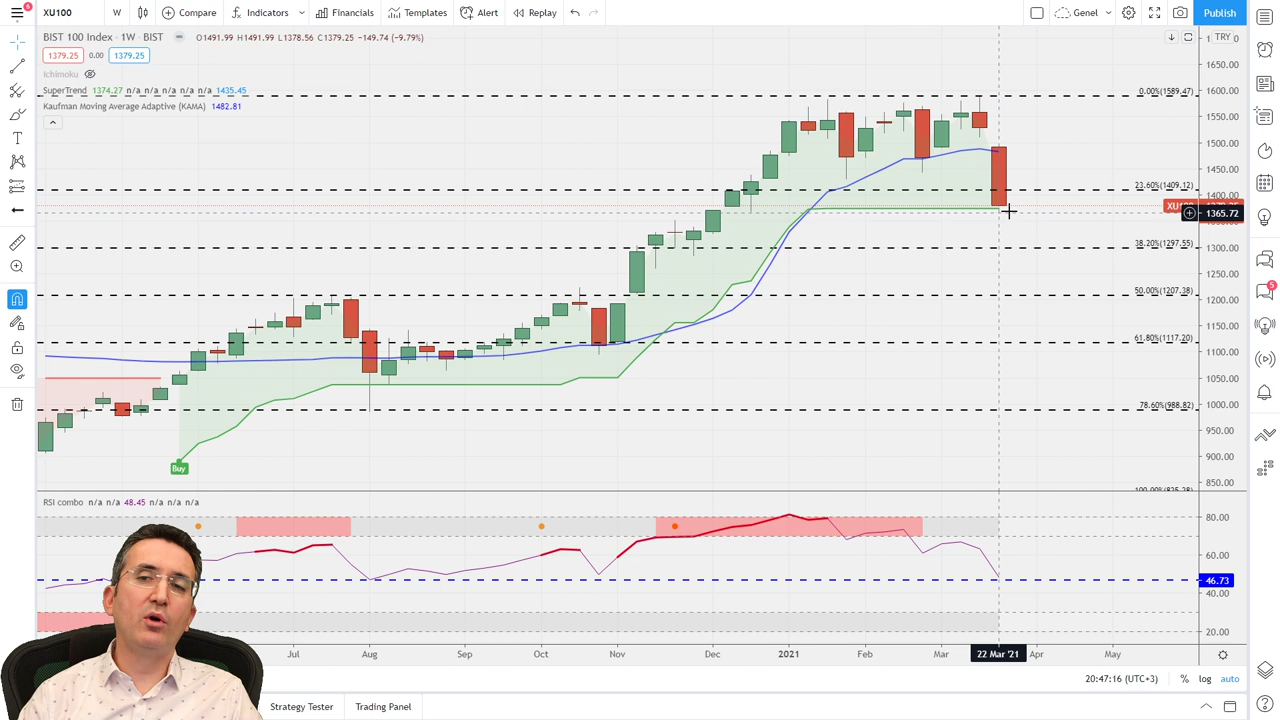 XU100 W Compare Indicators Financials Templates Alert Replay Genel Publish
BIST 100 Index · 1W · BIST O1491.99 H1491.99 L1378.56 C1379.25 −149.74 (−9.79%) TRY
1379.25 0.00 1379.25
Ichimoku
SuperTrend 1374.27 n/a n/a n/a n/a n/a 1435.45
Kaufman Moving Average Adaptive (KAMA) 1482.81
0.00%(1589.47)
23.60%(1409.12)
38.20%(1297.55)
50.00%(1207.38)
61.80%(1117.20)
78.60%(988.82)
100.00%(825.28)
1650.00
1600.00
1550.00
1500.00
1450.00
1400.00
1365.72
1300.00
1250.00
1200.00
1150.00
1100.00
1050.00
1000.00
950.00
900.00
850.00
Buy
RSI combo n/a n/a 48.45 n/a n/a n/a
80.00
60.00
46.73
40.00
20.00
Jul Aug Sep Oct Nov Dec 2021 Feb Mar 22 Mar '21 Apr May
20:47:16 (UTC+3) % log auto
Strategy Tester Trading Panel
6
5